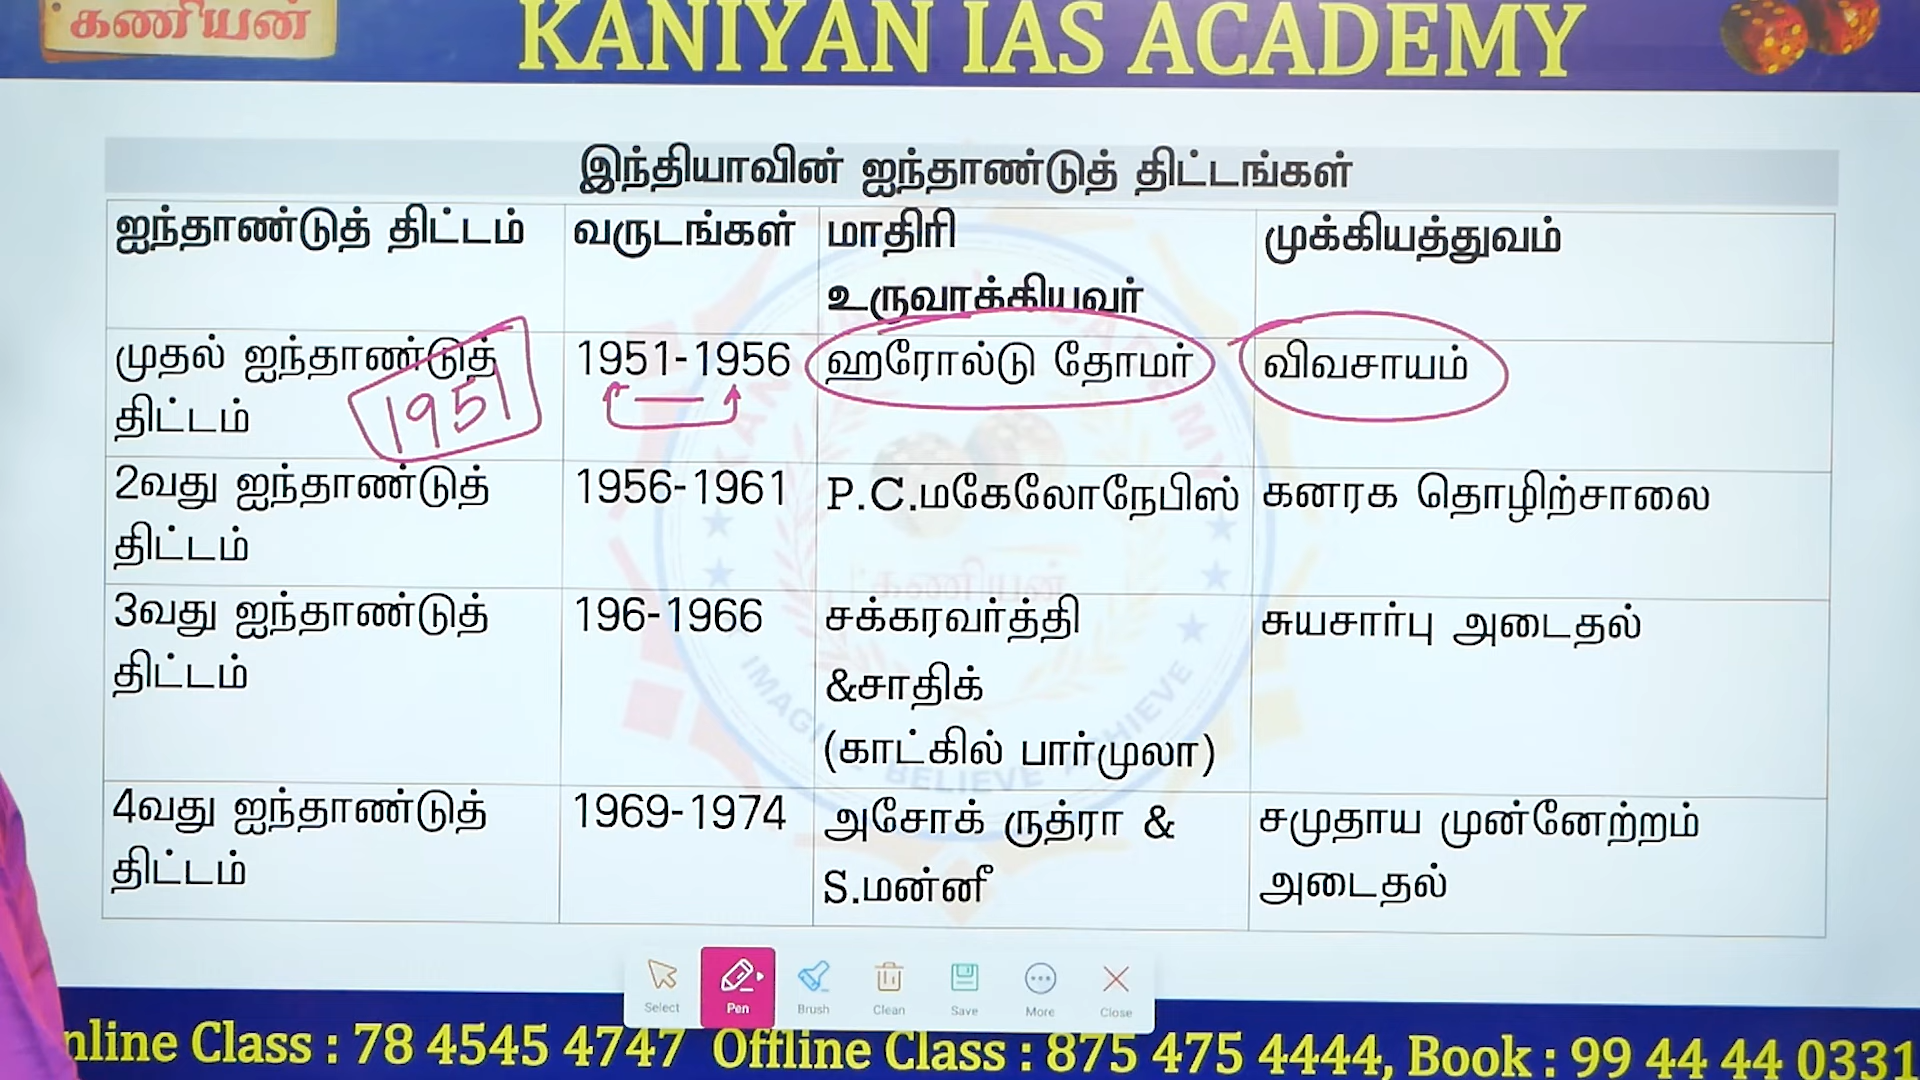 கணியன்
KANIYAN IAS ACADEMY
இந்தியாவின் ஐந்தாண்டுத் திட்டங்கள்
ஐந்தாண்டுத் திட்டம் வருடங்கள் மாதிரி உருவாக்கியவர் முக்கியத்துவம்
முதல் ஐந்தாண்டுத் திட்டம் 1951-1956 ஹரோல்டு தோமர் விவசாயம்
1951
2வது ஐந்தாண்டுத் திட்டம் 1956-1961 P.C.மகேலோநேபிஸ் கனரக தொழிற்சாலை
3வது ஐந்தாண்டுத் திட்டம் 196-1966 சக்கரவர்த்தி &சாதிக் (காட்கில் பார்முலா) சுயசார்பு அடைதல்
4வது ஐந்தாண்டுத் திட்டம் 1969-1974 அசோக் ருத்ரா & S.மன்னீ சமுதாய முன்னேற்றம் அடைதல்
கணியன்
BELIEVE
Select Pen Brush Clean Save More Close
nline Class : 78 4545 4747 Offline Class : 875 475 4444, Book : 99 44 44 0331